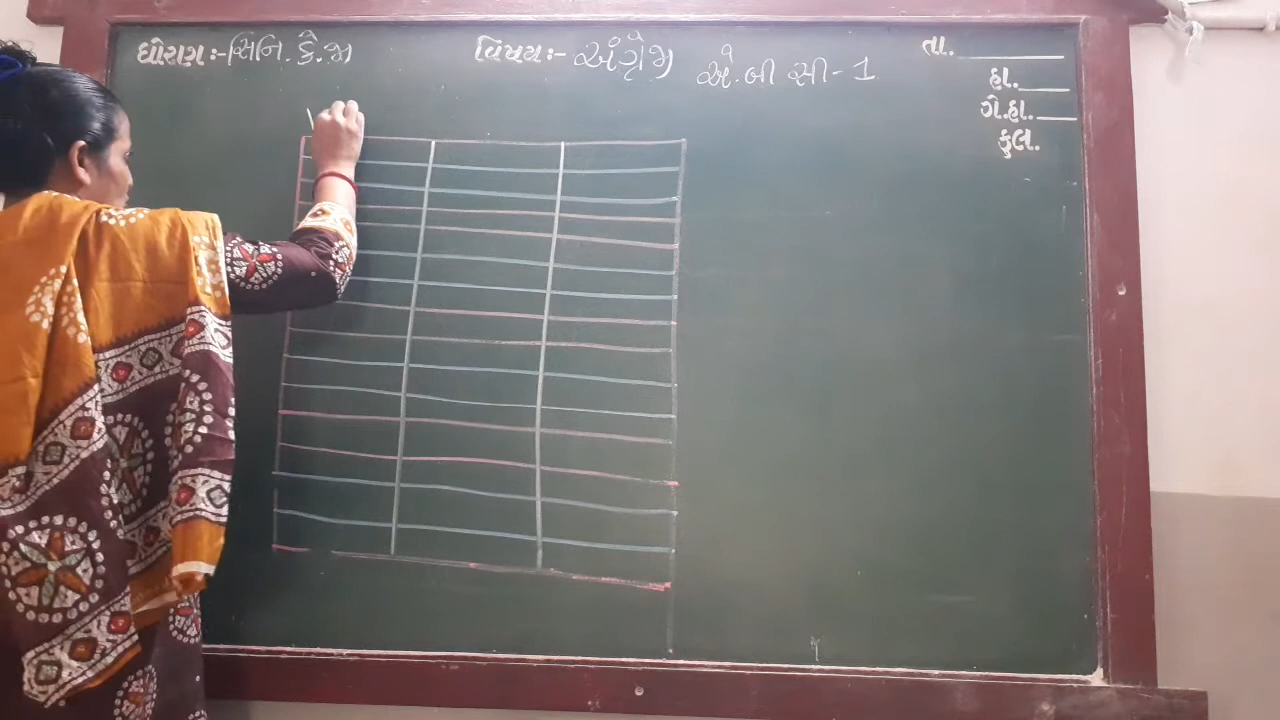 ધોરણ:- સિનિ. કે.જી વિષય:- અંગ્રેજી એ.બી સી - 1 તા.
હા.
ગે.હા.
કુલ.